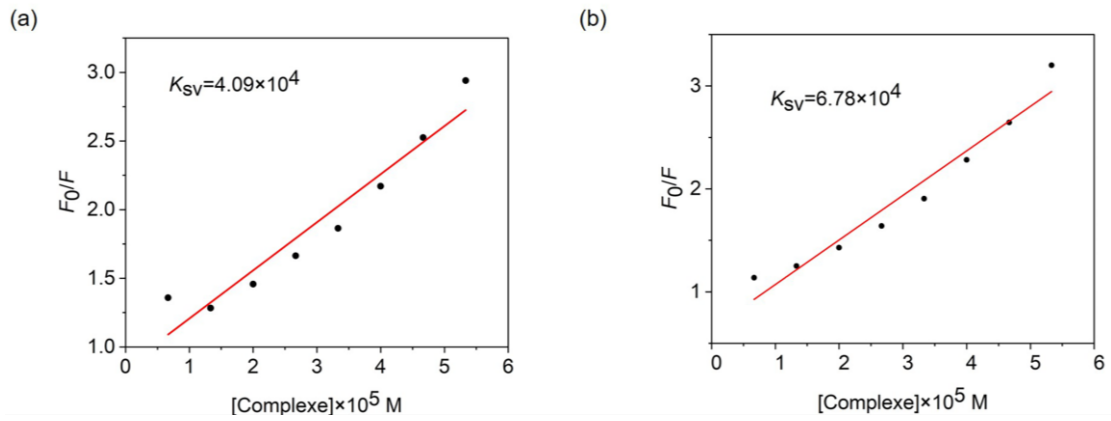 (a)
K_SV=4.09×10^4
F_0/F
3.0
2.5
2.0
1.5
1.0
0 1 2 3 4 5 6
[Complexe]×10^5 M
(b)
K_SV=6.78×10^4
F_0/F
3
2
1
0 1 2 3 4 5 6
[Complexe]×10^5 M